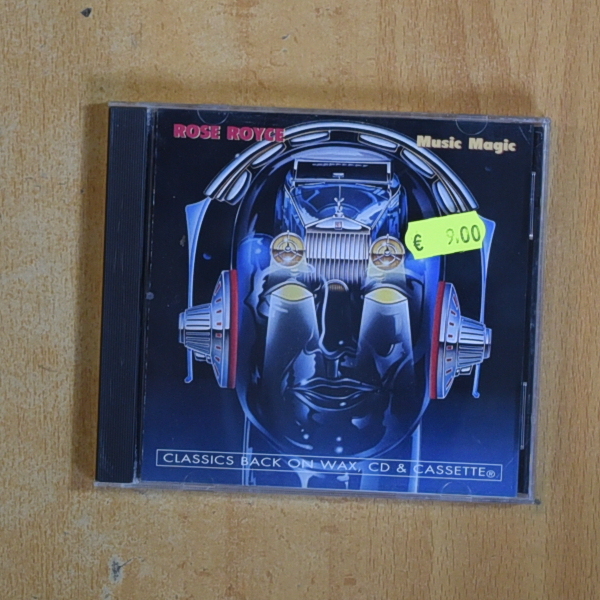 ROSE ROYCE
Music Magic
€ 9.00
CLASSICS BACK ON WAX, CD & CASSETTE®